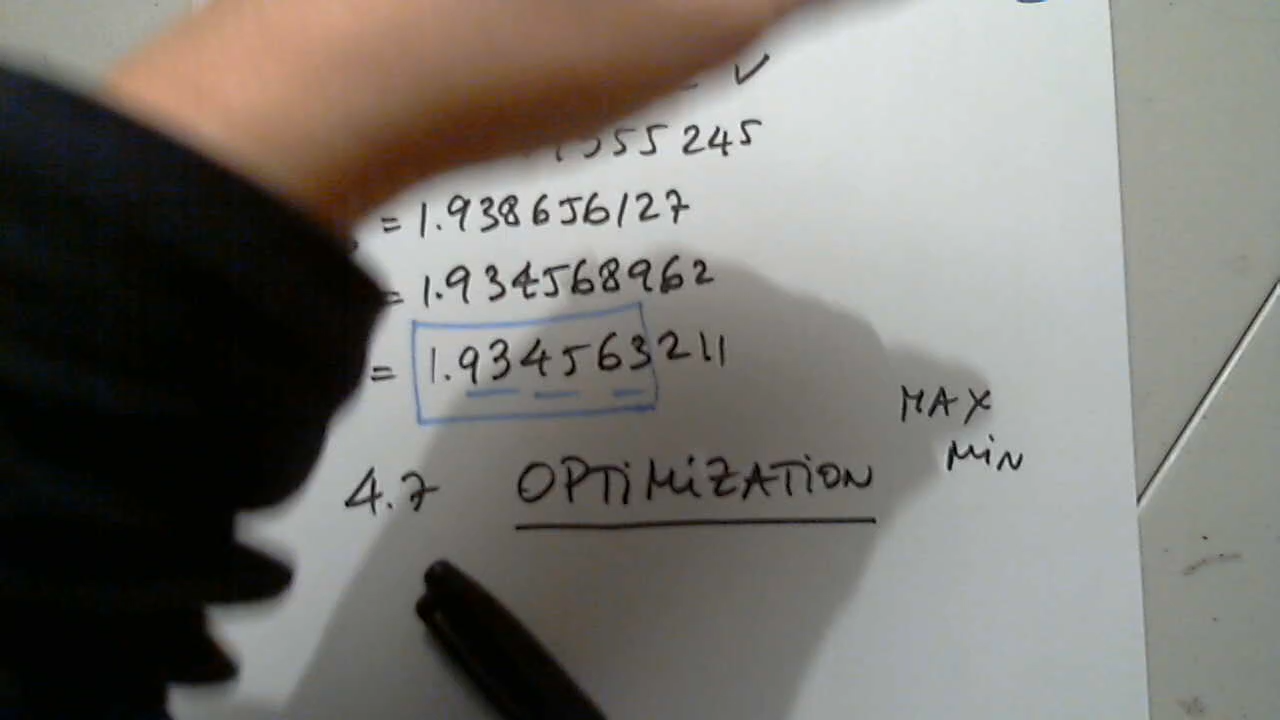 ✓
55245
= 1.938656127
= 1.934568962
= 1.934563211
MAX
MIN
4.7 OPTIMIZATION